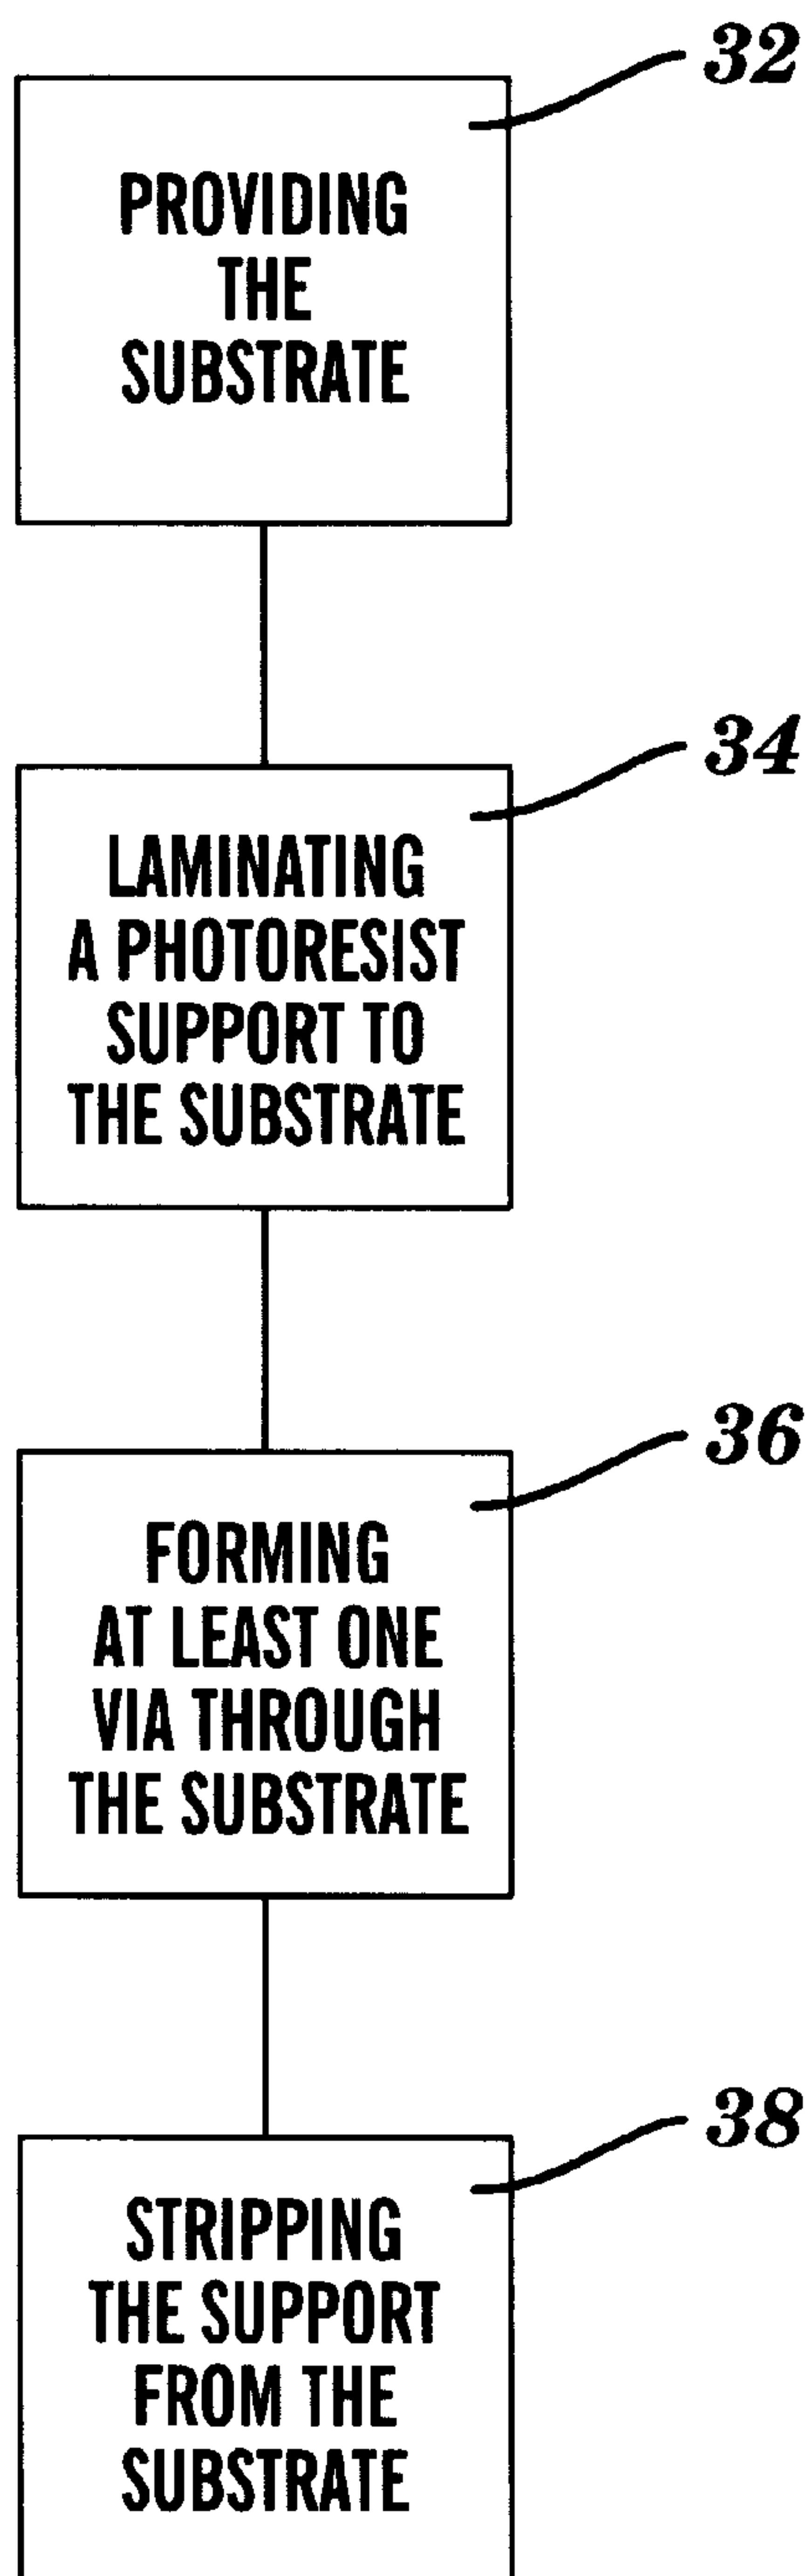 32
PROVIDING
THE
SUBSTRATE
34
LAMINATING
A PHOTORESIST
SUPPORT TO
THE SUBSTRATE
36
FORMING
AT LEAST ONE
VIA THROUGH
THE SUBSTRATE
38
STRIPPING
THE SUPPORT
FROM THE
SUBSTRATE